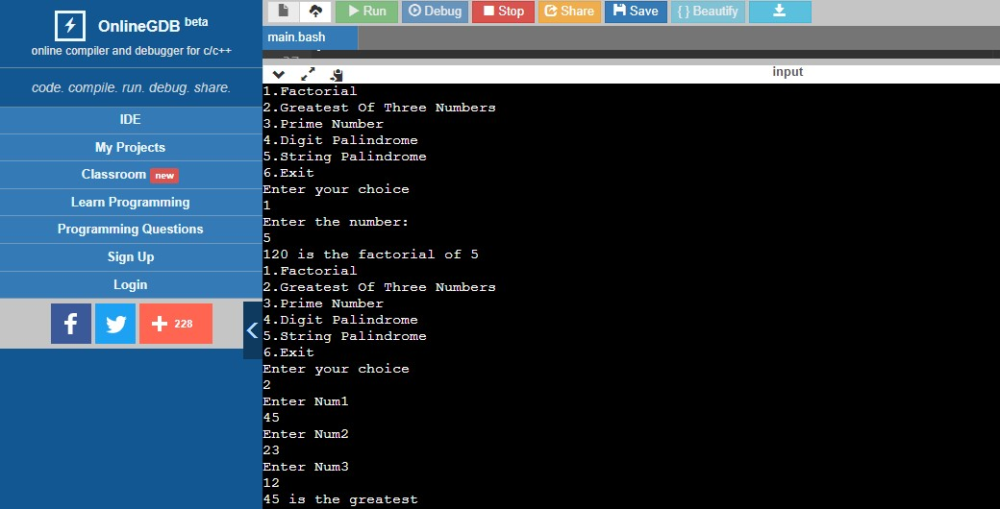 OnlineGDB beta
online compiler and debugger for c/c++
code. compile. run. debug. share.
IDE
My Projects
Classroom new
Learn Programming
Programming Questions
Sign Up
Login
f
228
Run Debug Stop Share Save { } Beautify
main.bash
input
1.Factorial
2.Greatest Of Three Numbers
3.Prime Number
4.Digit Palindrome
5.String Palindrome
6.Exit
Enter your choice
1
Enter the number:
5
120 is the factorial of 5
1.Factorial
2.Greatest Of Three Numbers
3.Prime Number
4.Digit Palindrome
5.String Palindrome
6.Exit
Enter your choice
2
Enter Num1
45
Enter Num2
23
Enter Num3
12
45 is the greatest